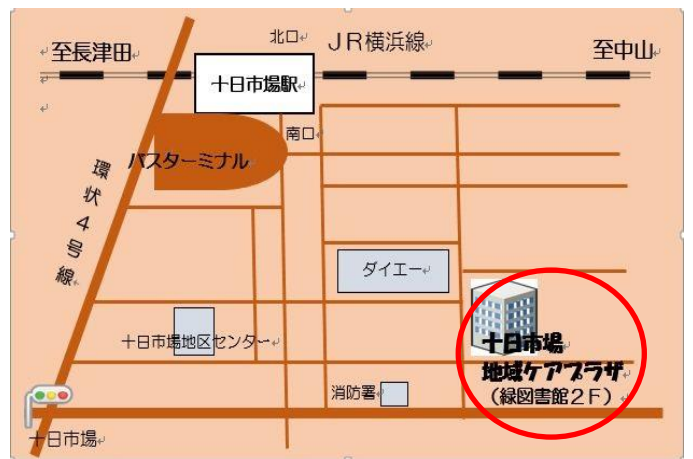 北口
JR横浜線
至長津田
至中山
十日市場駅
南口
バスターミナル
環状4号線
ダイエー
十日市場地区センター
十日市場
地域ケアプラザ
(緑図書館2F)
消防署
十日市場